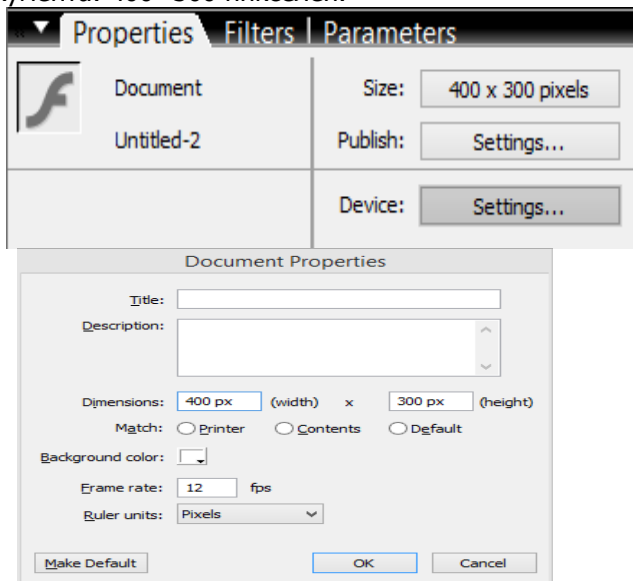 400*300
Properties Filters | Parameters
Document Size: 400 x 300 pixels
Untitled-2 Publish: Settings...
Device: Settings...
Document Properties
Title:
Description:
Dimensions: 400 px (width) x 300 px (height)
Match: Printer Contents Default
Background color:
Frame rate: 12 fps
Ruler units: Pixels
Make Default OK Cancel